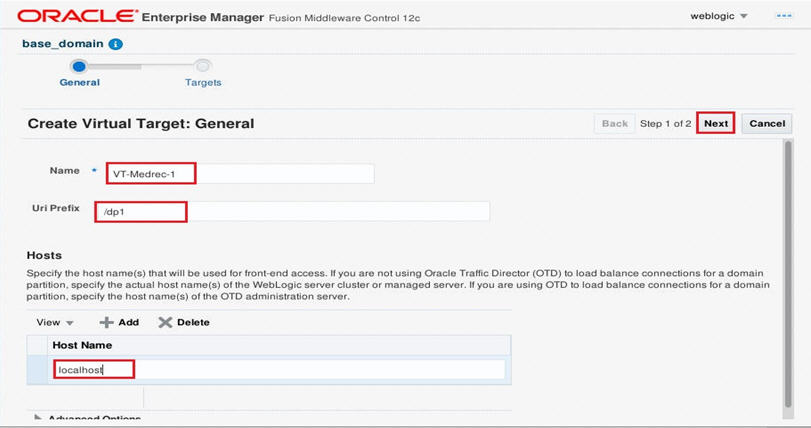 ORACLE® Enterprise Manager Fusion Middleware Control 12c
weblogic
base_domain
General
Targets
Create Virtual Target: General
Back Step 1 of 2 Next Cancel
Name * VT-Medrec-1
Uri Prefix /dp1
Hosts
Specify the host name(s) that will be used for front-end access. If you are not using Oracle Traffic Director (OTD) to load balance connections for a domain
partition, specify the actual host name(s) of the WebLogic server cluster or managed server. If you are using OTD to load balance connections for a domain
partition, specify the host name(s) of the OTD administration server.
View Add Delete
Host Name
localhost
Advanced Options